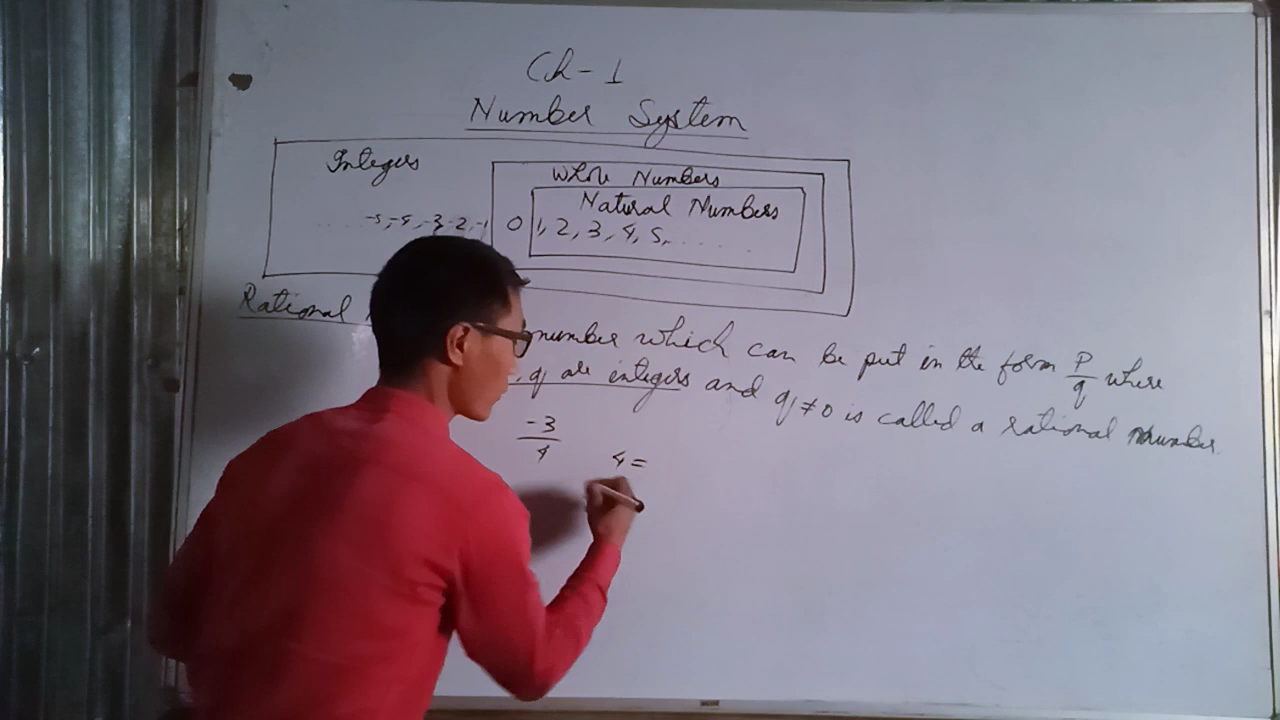 Ch-1
Number System
Integers
Whole Numbers
Natural Numbers
......-5,-4,-3,-2,-1 0 1, 2, 3, 4, 5, ......
Rational
number which can be put in the form p/q where
, q are integers and q ≠ 0 is called a rational number.
-3/4 4 =